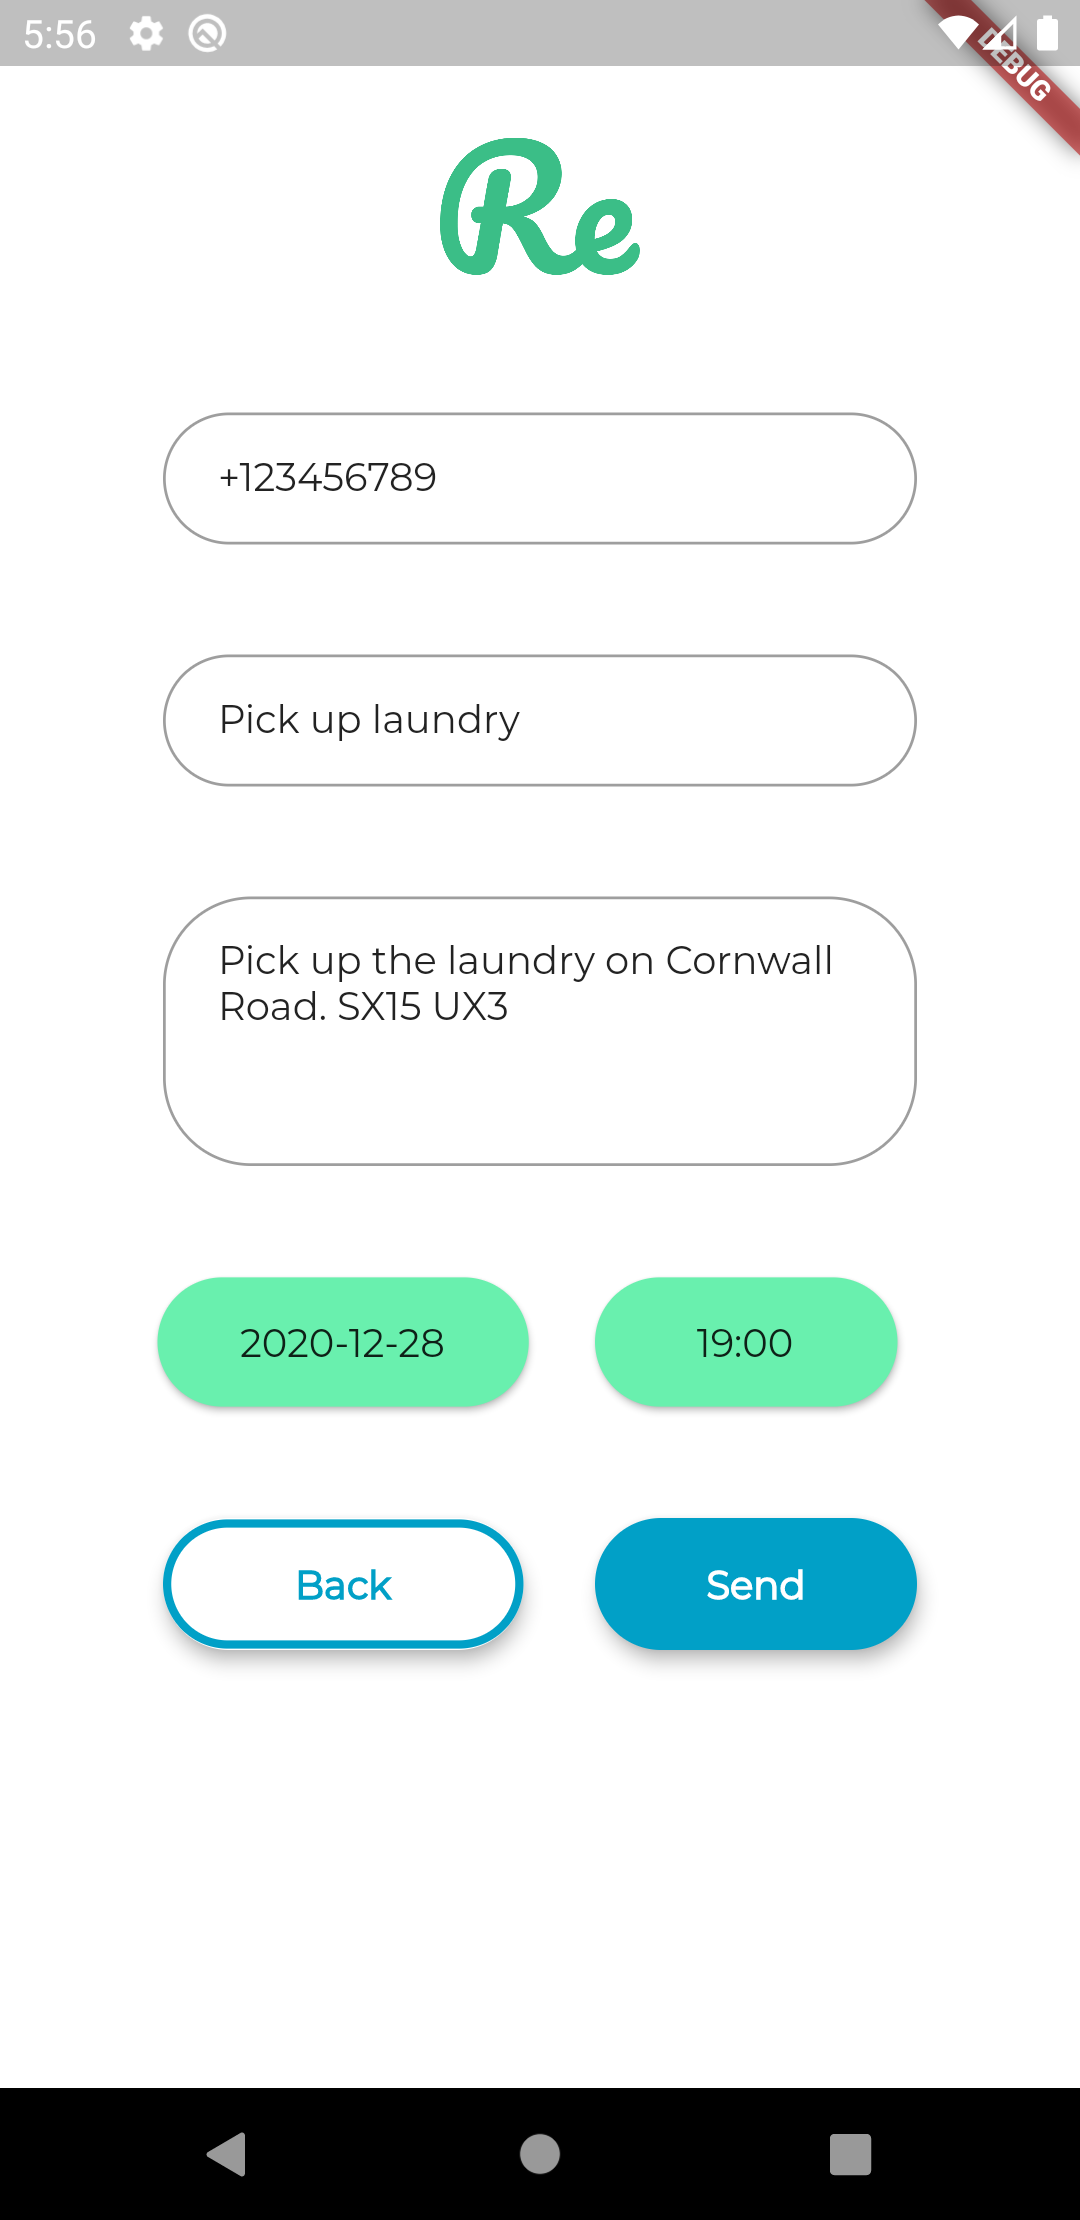 5:56
DEBUG
Re
+123456789
Pick up laundry
Pick up the laundry on Cornwall
Road. SX15 UX3
2020-12-28
19:00
Back
Send